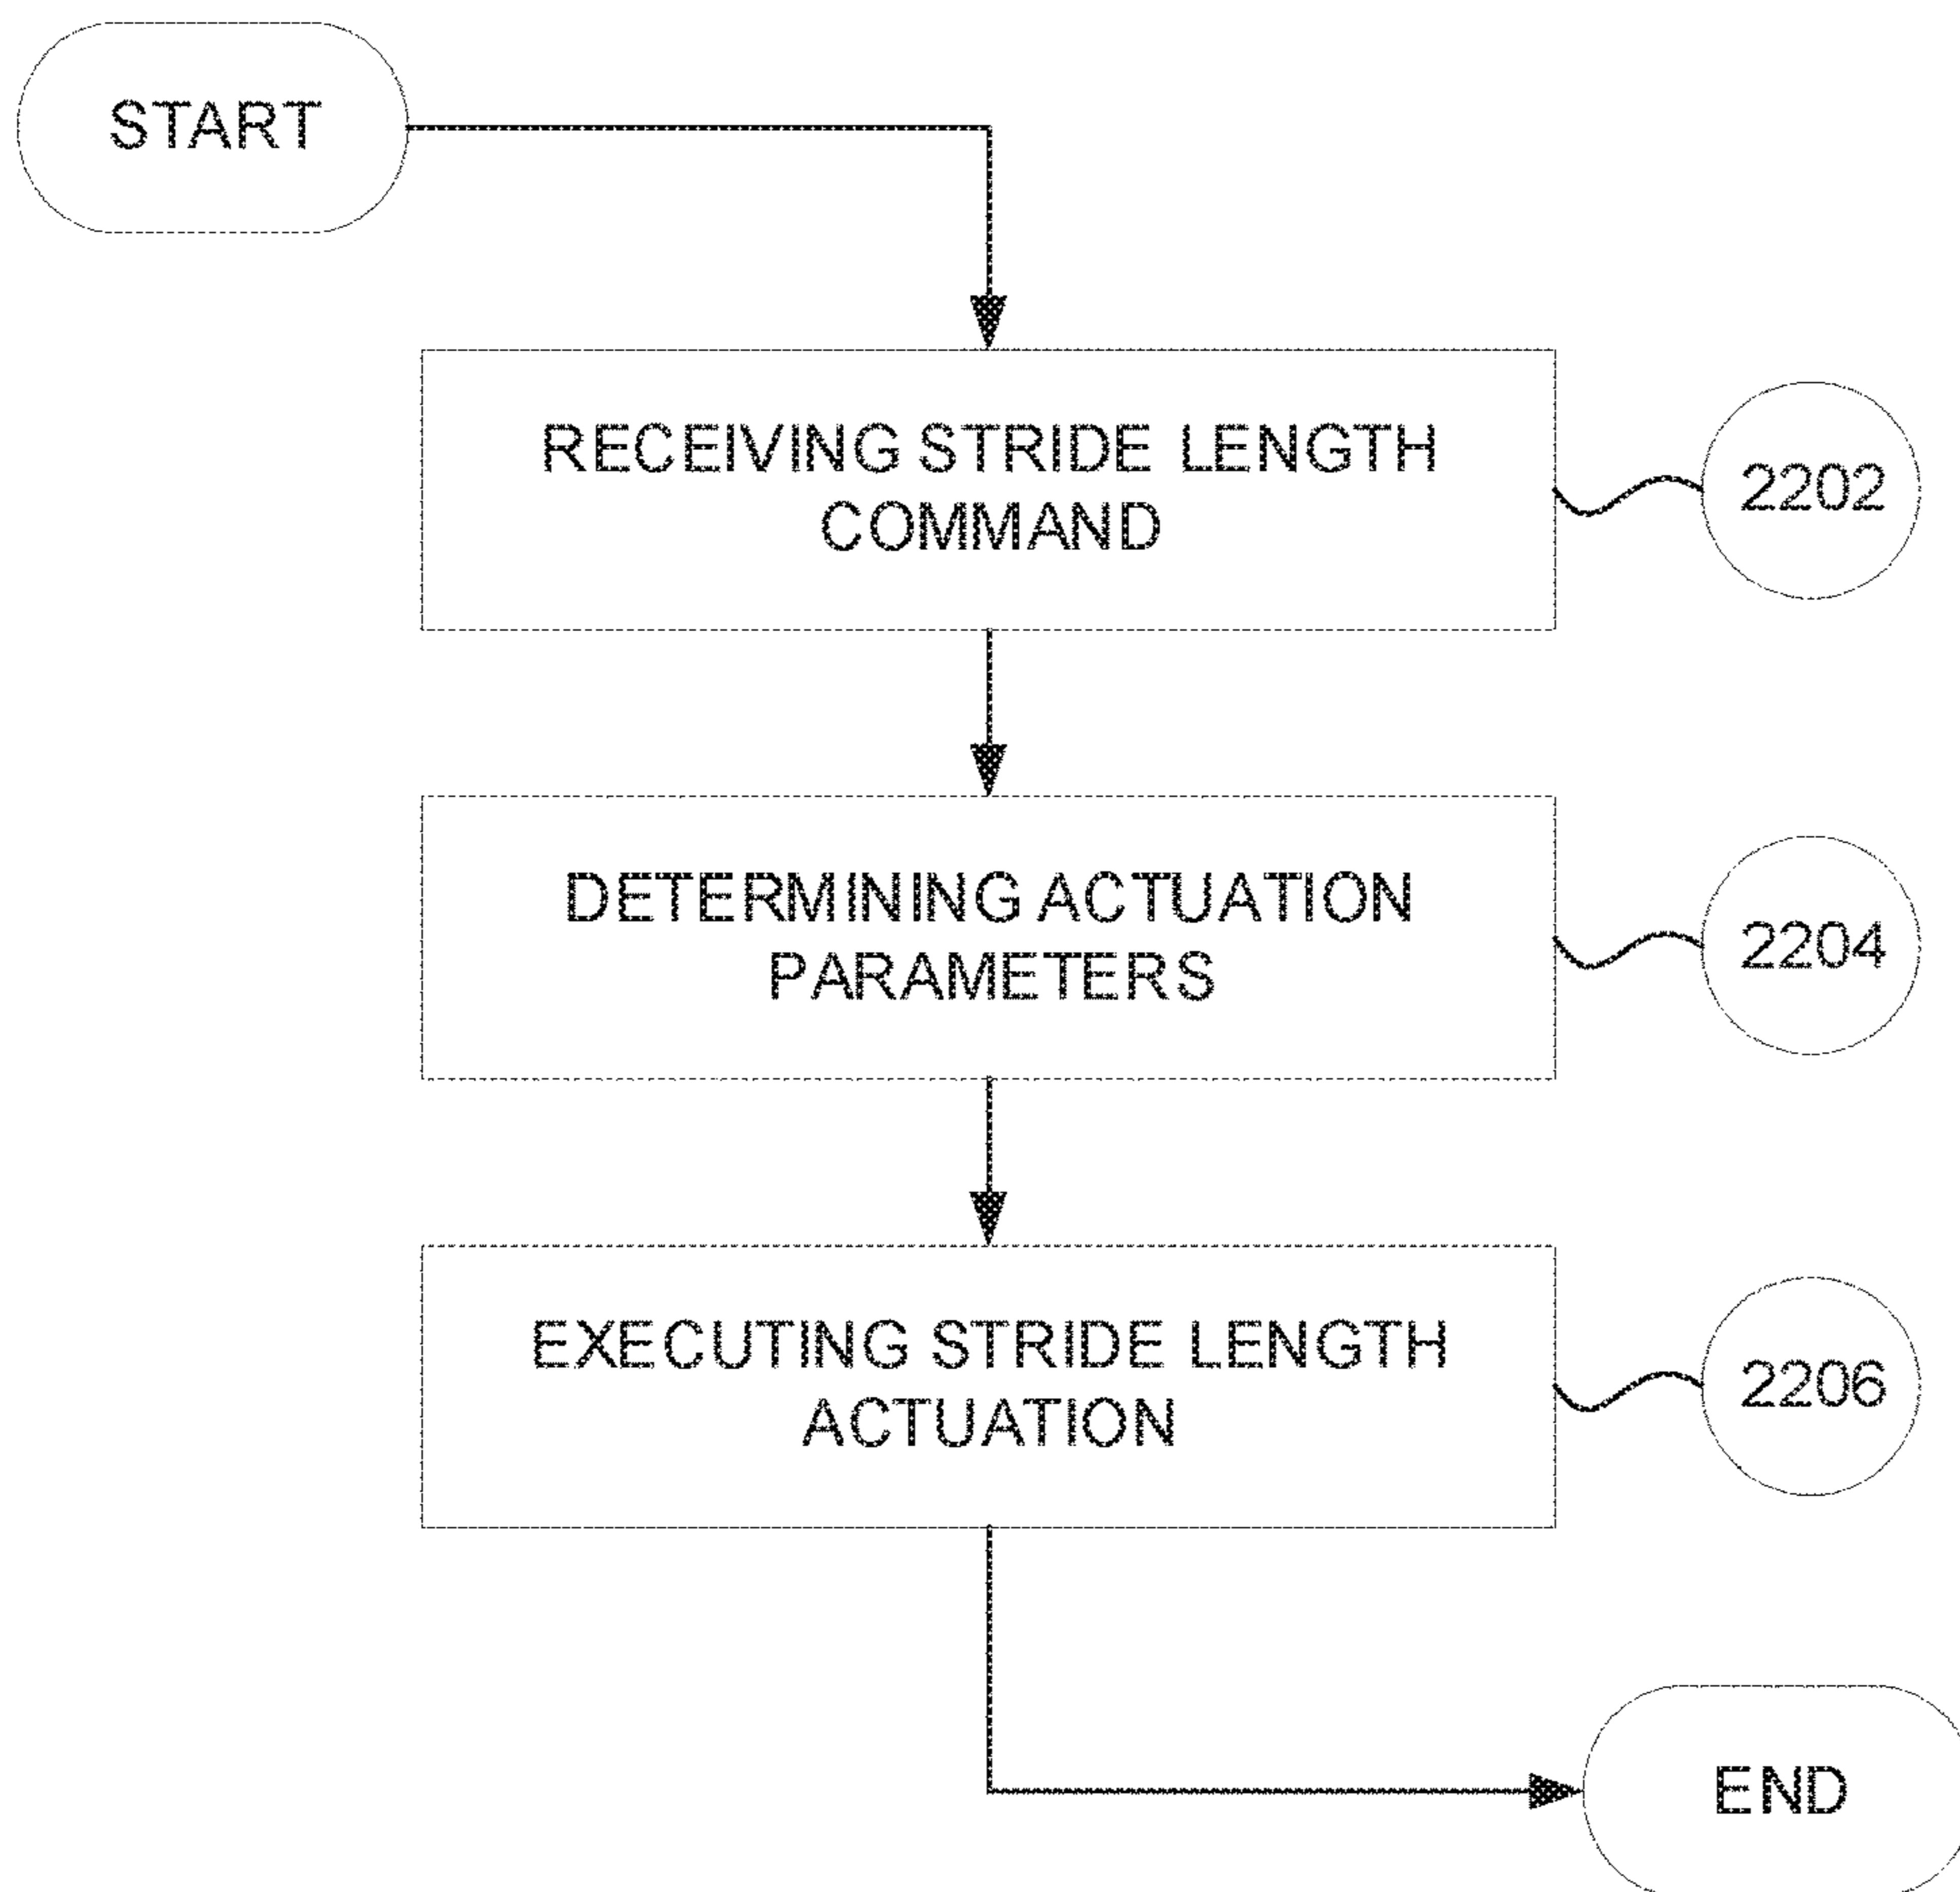 START
RECEIVING STRIDE LENGTH
COMMAND
2202
DETERMINING ACTUATION
PARAMETERS
2204
EXECUTING STRIDE LENGTH
ACTUATION
2206
END